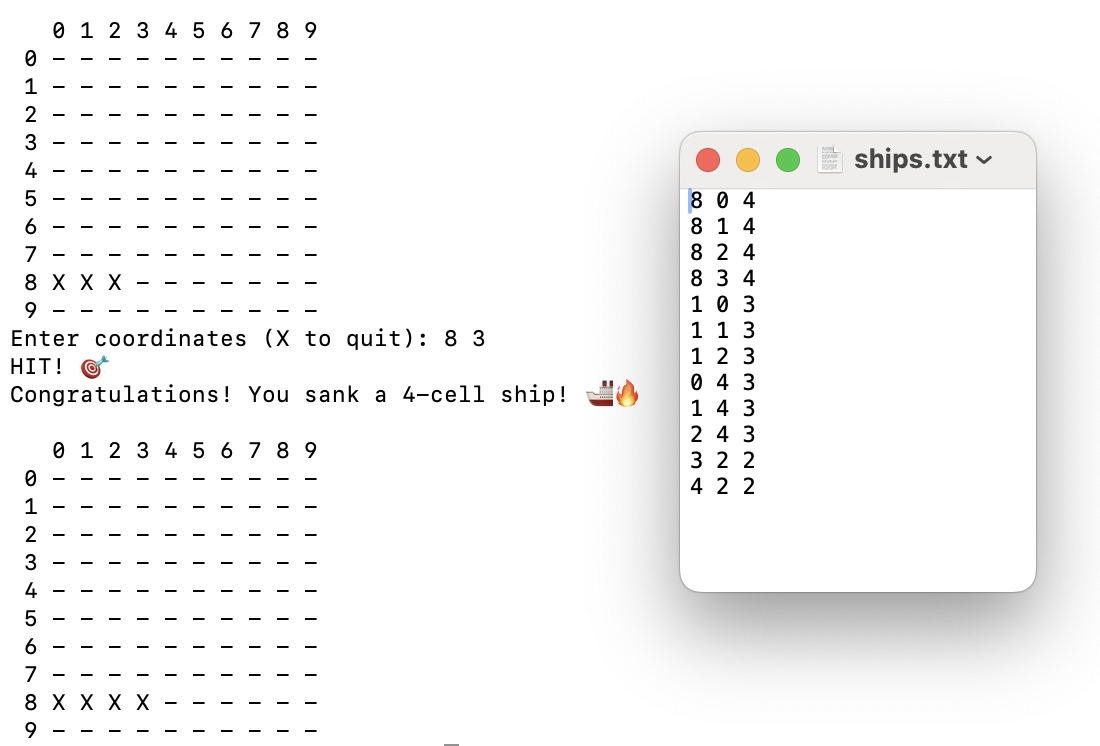 0 1 2 3 4 5 6 7 8 9
0 - - - - - - - - - -
1 - - - - - - - - - -
2 - - - - - - - - - -
3 - - - - - - - - - -
4 - - - - - - - - - -
5 - - - - - - - - - -
6 - - - - - - - - - -
7 - - - - - - - - - -
8 X X X - - - - - - -
9 - - - - - - - - - -
Enter coordinates (X to quit): 8 3
HIT! 🎯
Congratulations! You sank a 4-cell ship! 🚢🔥
0 1 2 3 4 5 6 7 8 9
0 - - - - - - - - - -
1 - - - - - - - - - -
2 - - - - - - - - - -
3 - - - - - - - - - -
4 - - - - - - - - - -
5 - - - - - - - - - -
6 - - - - - - - - - -
7 - - - - - - - - - -
8 X X X X - - - - - -
9 - - - - - - - - - -
ships.txt
8 0 4
8 1 4
8 2 4
8 3 4
1 0 3
1 1 3
1 2 3
0 4 3
1 4 3
2 4 3
3 2 2
4 2 2